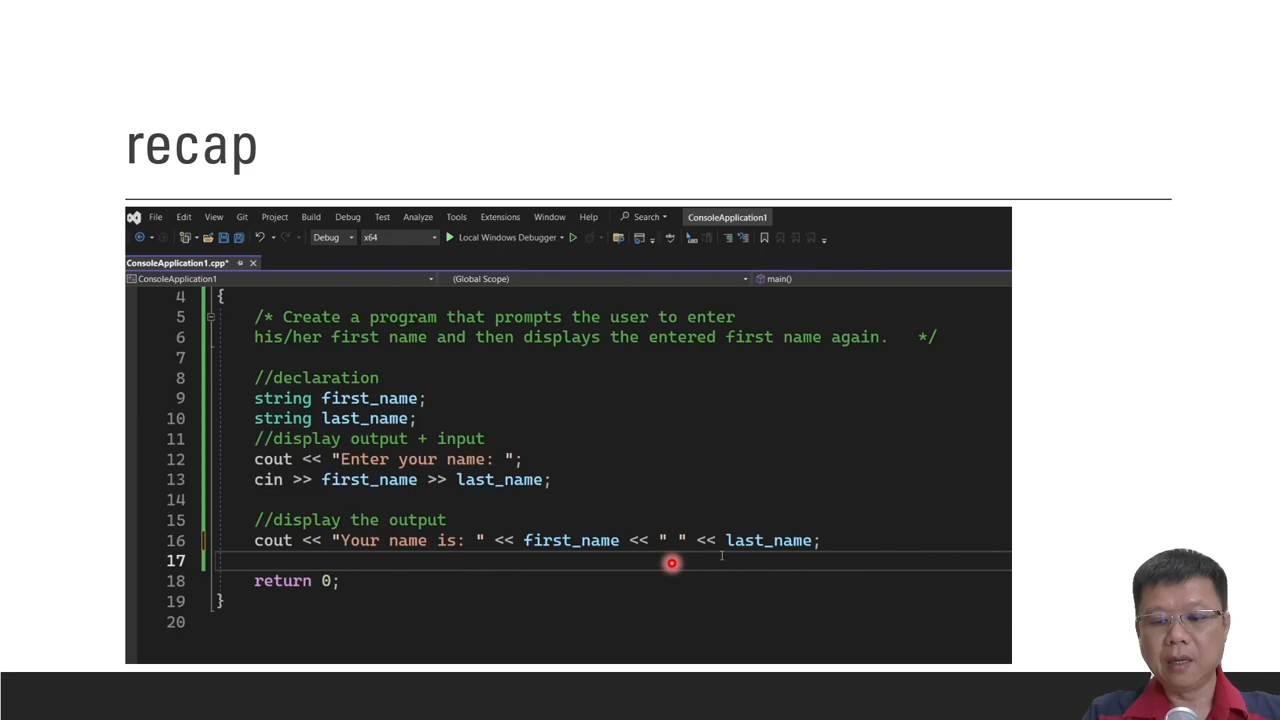 recap
File Edit View Git Project Build Debug Test Analyze Tools Extensions Window Help Search ConsoleApplication1
Debug x64 Local Windows Debugger
ConsoleApplication1.cpp*
ConsoleApplication1 (Global Scope) main()
4 {
5 /* Create a program that prompts the user to enter
6 his/her first name and then displays the entered first name again. */
7
8 //declaration
9 string first_name;
10 string last_name;
11 //display output + input
12 cout << "Enter your name: ";
13 cin >> first_name >> last_name;
14
15 //display the output
16 cout << "Your name is: " << first_name << " " << last_name;
17
18 return 0;
19 }
20